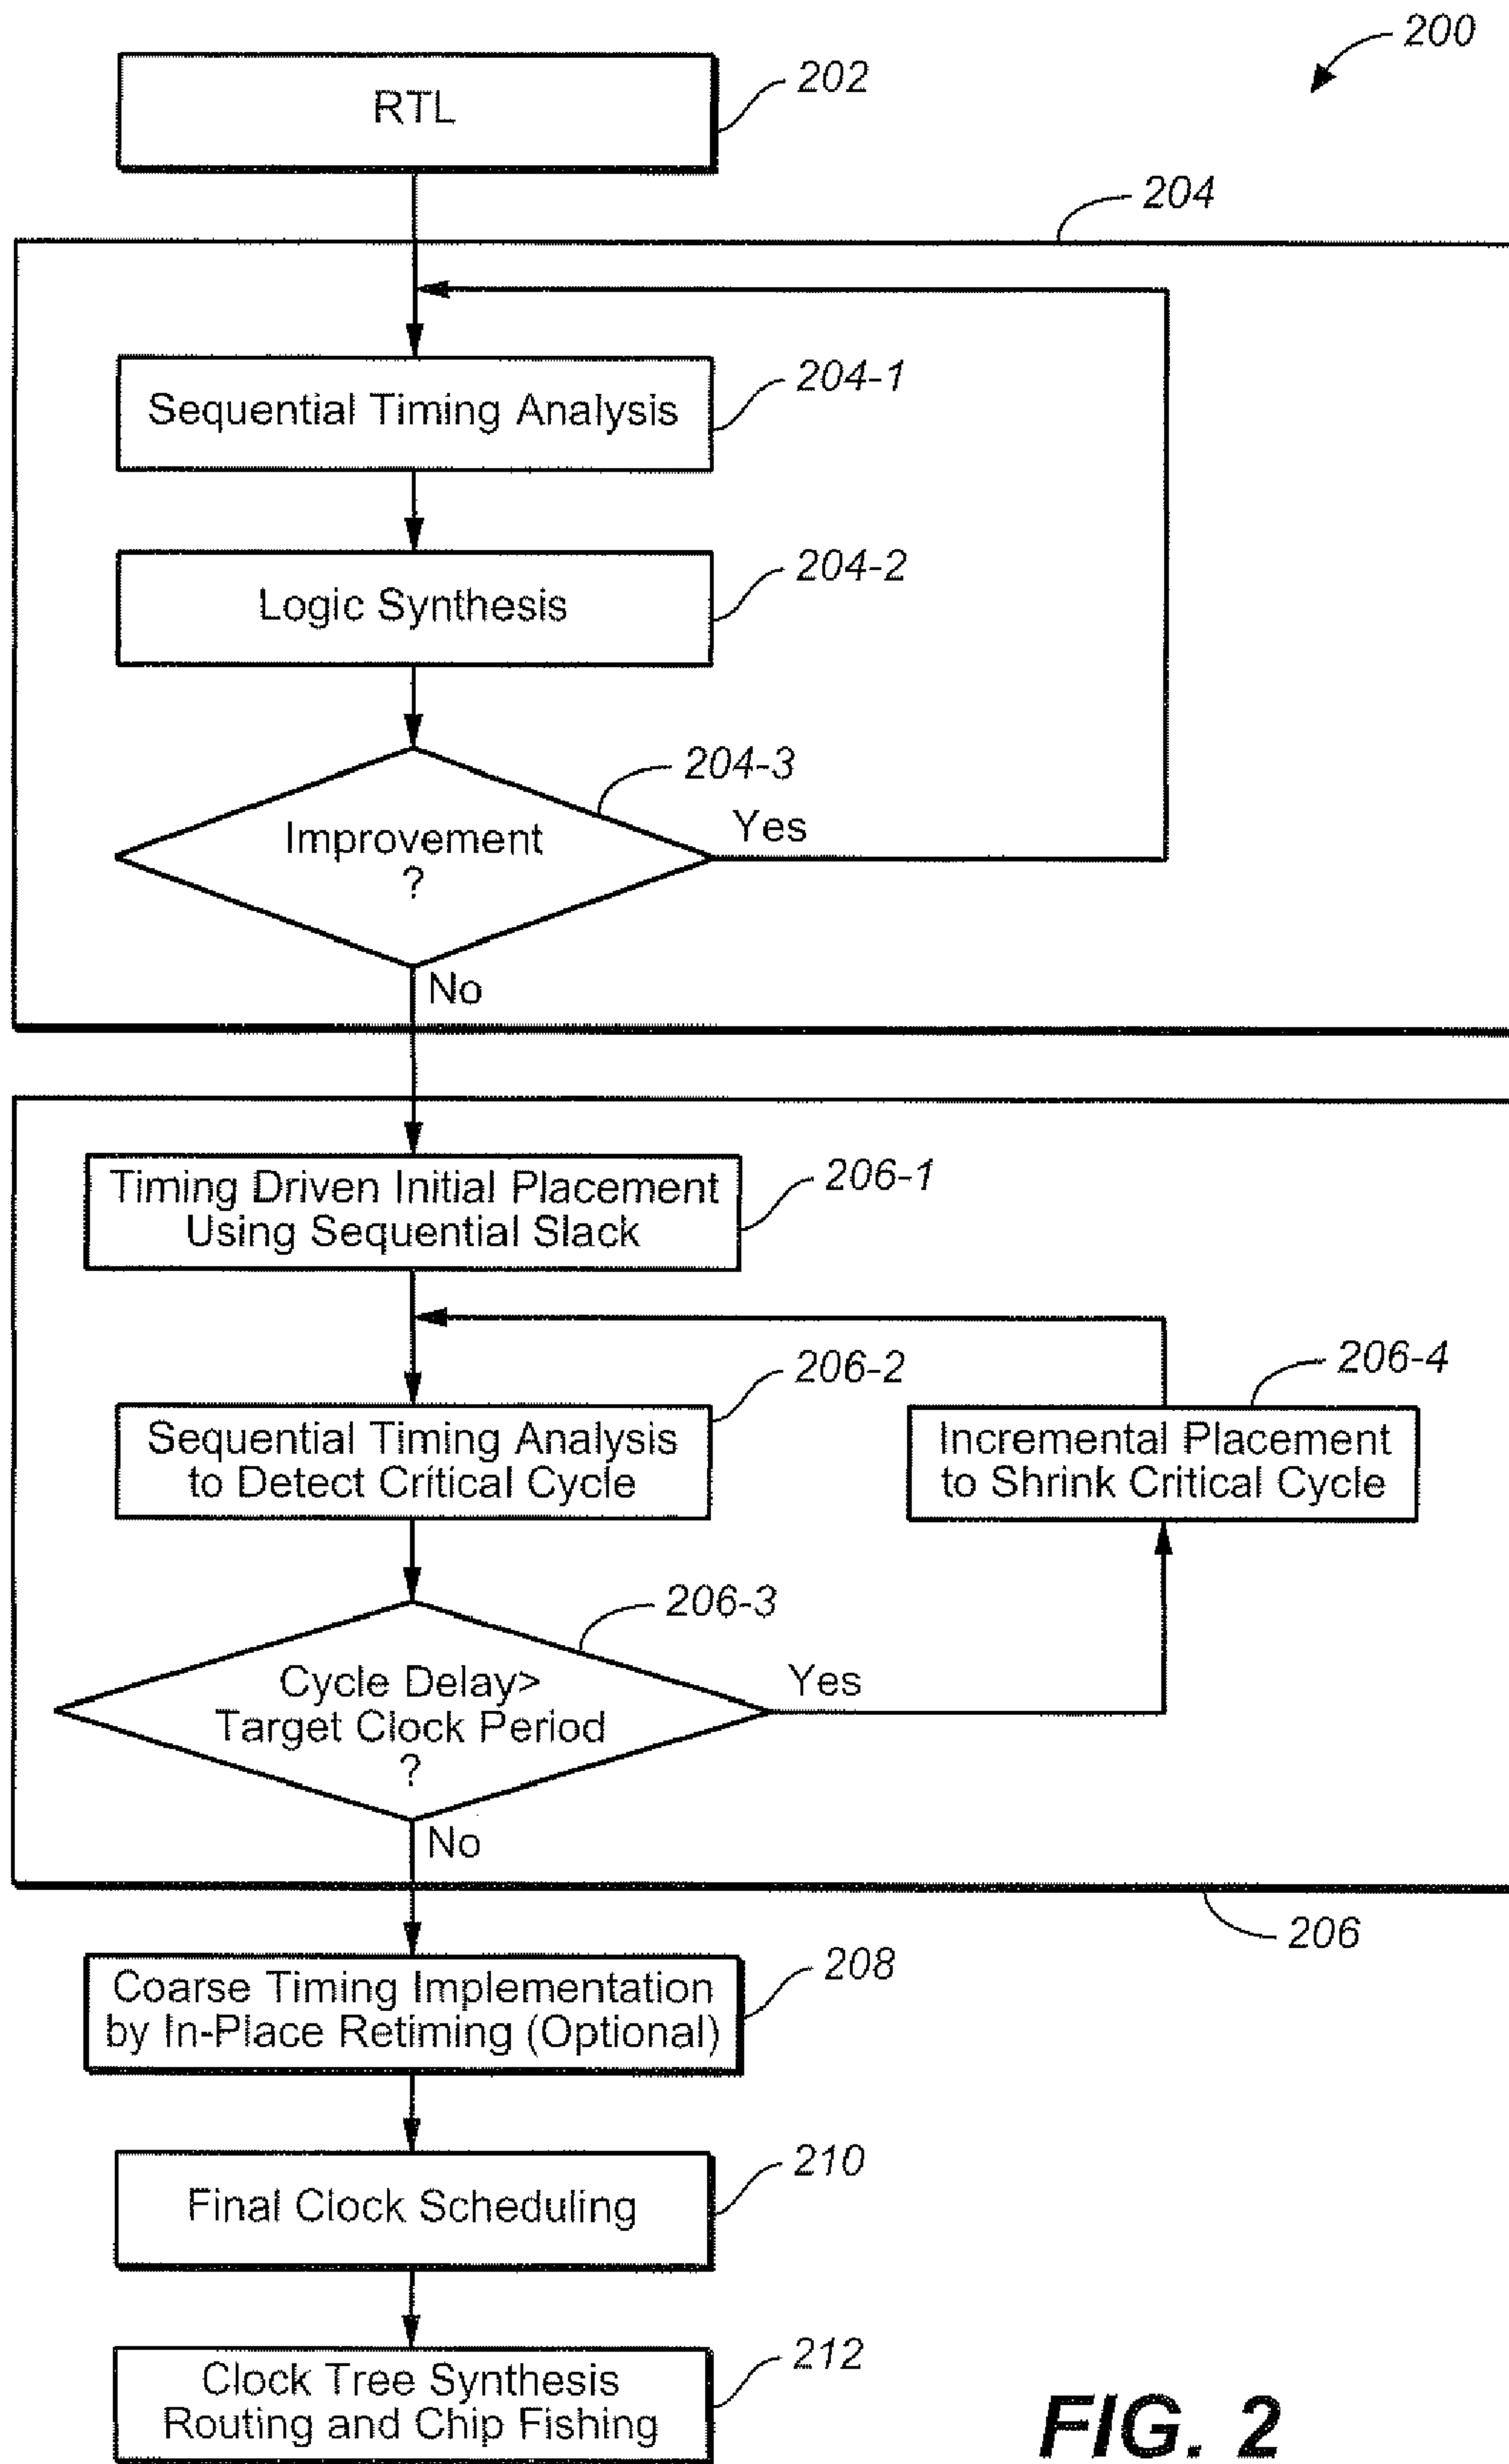 200
RTL
202
204
Sequential Timing Analysis
204-1
Logic Synthesis
204-2
Improvement
?
204-3
Yes
No
Timing Driven Initial Placement
Using Sequential Slack
206-1
Sequential Timing Analysis
to Detect Critical Cycle
206-2
Incremental Placement
to Shrink Critical Cycle
206-4
Cycle Delay>
Target Clock Period
?
206-3
Yes
No
206
Coarse Timing Implementation
by In-Place Retiming (Optional)
208
Final Clock Scheduling
210
Clock Tree Synthesis
Routing and Chip Fishing
212
FIG. 2